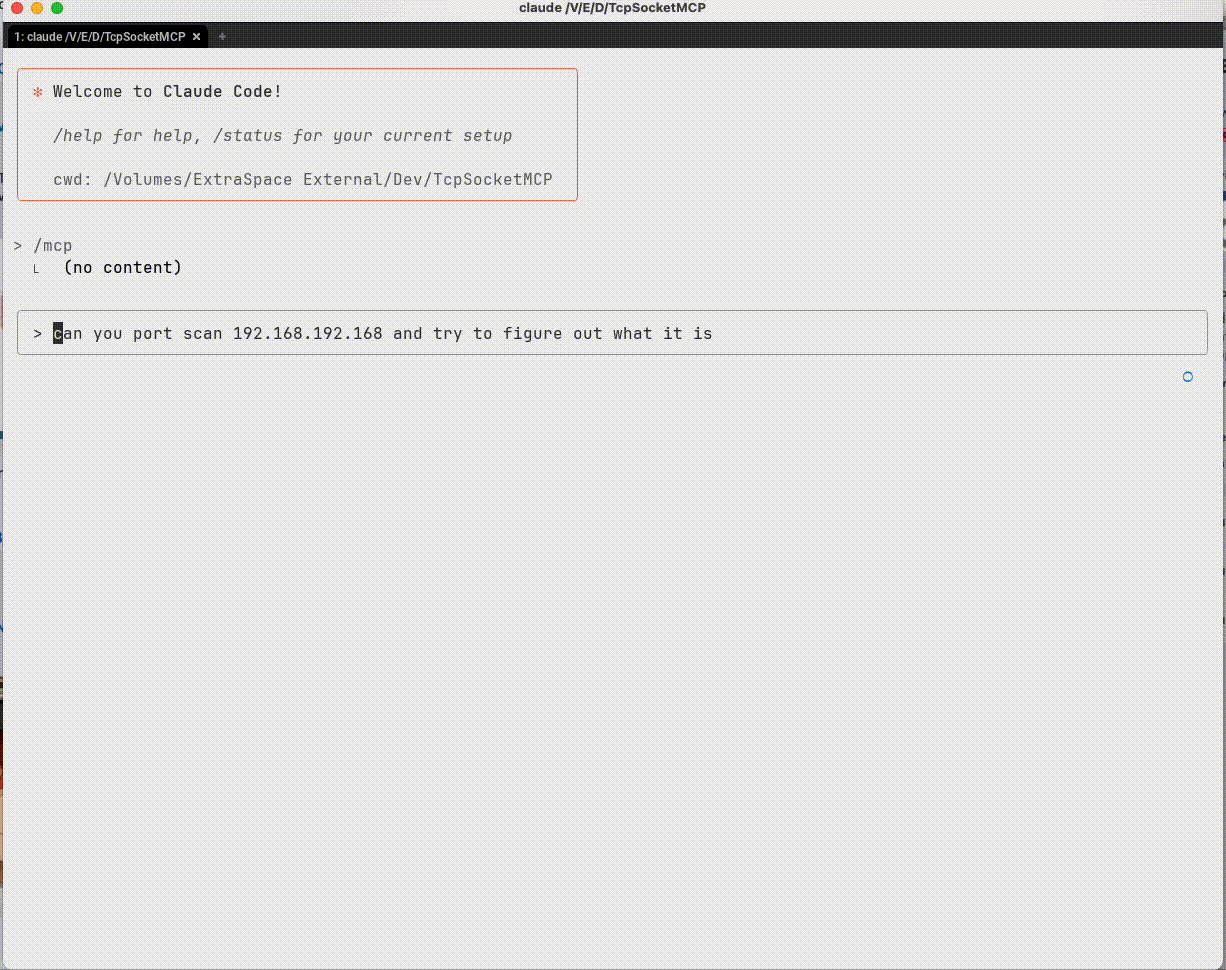 claude /V/E/D/TcpSocketMCP
1: claude /V/E/D/TcpSocketMCP × +
✻ Welcome to Claude Code!
/help for help, /status for your current setup
cwd: /Volumes/ExtraSpace External/Dev/TcpSocketMCP
> /mcp
⎿ (no content)
> can you port scan 192.168.192.168 and try to figure out what it is